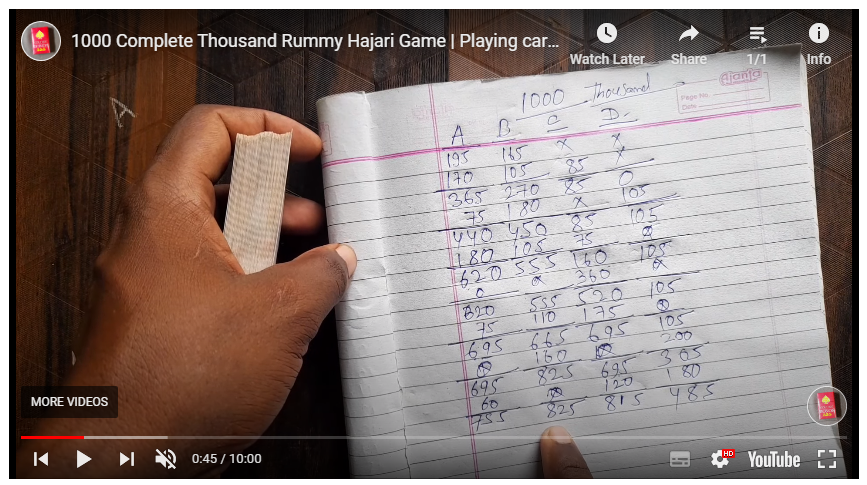 1000 Complete Thousand Rummy Hajari Game | Playing car...
Watch Later
Share
1/1
Info
Ajanta
Page No.
Date
1000 Thousand
A B C D
195 165 x x
170 105 85 x
365 270 85 0
75 180 x 105
440 450 85 105
180 105 75 0
620 555 160 105
0 0 360 0
620 555 520 105
75 110 175 0
695 665 695 105
0 160 0 200
695 825 695 305
60 0 120 180
755 825 815 485
MORE VIDEOS
0:45 / 10:00
HD
YouTube